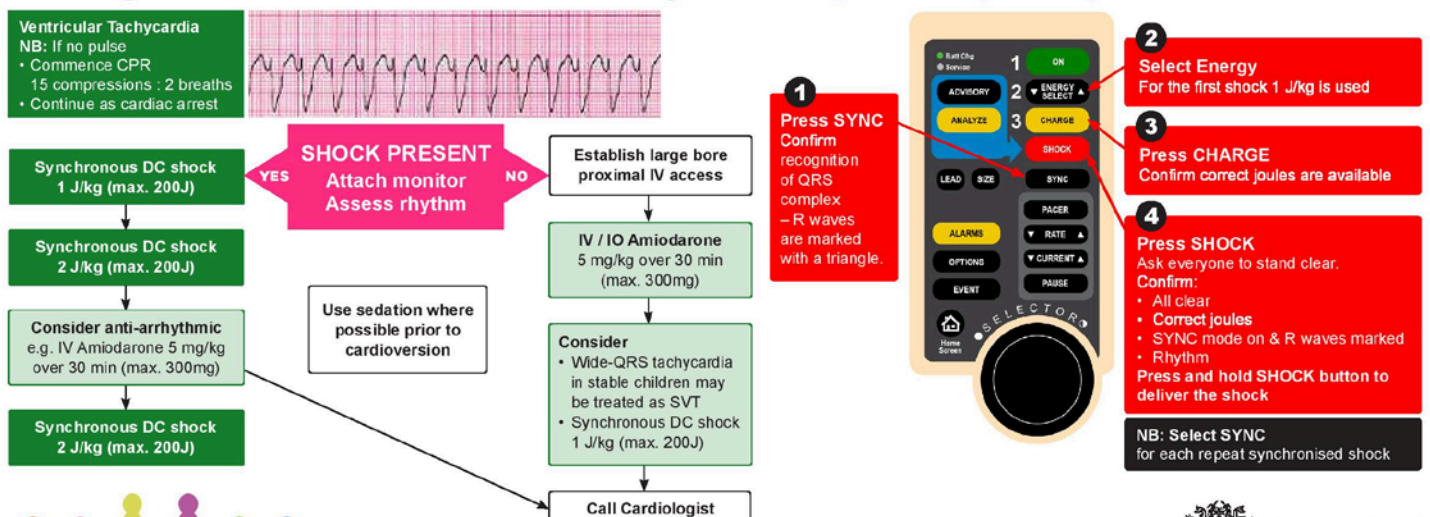 Ventricular Tachycardia
NB: If no pulse
• Commence CPR
15 compressions : 2 breaths
• Continue as cardiac arrest
SHOCK PRESENT
Attach monitor
Assess rhythm
YES
NO
Synchronous DC shock
1 J/kg (max. 200J)
Synchronous DC shock
2 J/kg (max. 200J)
Consider anti-arrhythmic
e.g. IV Amiodarone 5 mg/kg
over 30 min (max. 300mg)
Synchronous DC shock
2 J/kg (max. 200J)
Use sedation where
possible prior to
cardioversion
Establish large bore
proximal IV access
IV / IO Amiodarone
5 mg/kg over 30 min
(max. 300mg)
Consider
• Wide-QRS tachycardia
in stable children may
be treated as SVT
• Synchronous DC shock
1 J/kg (max. 200J)
Call Cardiologist
1
Press SYNC
Confirm
recognition
of QRS
complex
– R waves
are marked
with a triangle.
Batt Chg
Service
1 ON
ADVISORY
2 ▼ ENERGY SELECT ▲
ANALYZE
3 CHARGE
SHOCK
LEAD SIZE
SYNC
PACER
ALARMS
▼ RATE ▲
OPTIONS
▼ CURRENT ▲
EVENT
PAUSE
SELECTOR
Home
Screen
2
Select Energy
For the first shock 1 J/kg is used
3
Press CHARGE
Confirm correct joules are available
4
Press SHOCK
Ask everyone to stand clear.
Confirm:
• All clear
• Correct joules
• SYNC mode on & R waves marked
• Rhythm
Press and hold SHOCK button to
deliver the shock
NB: Select SYNC
for each repeat synchronised shock